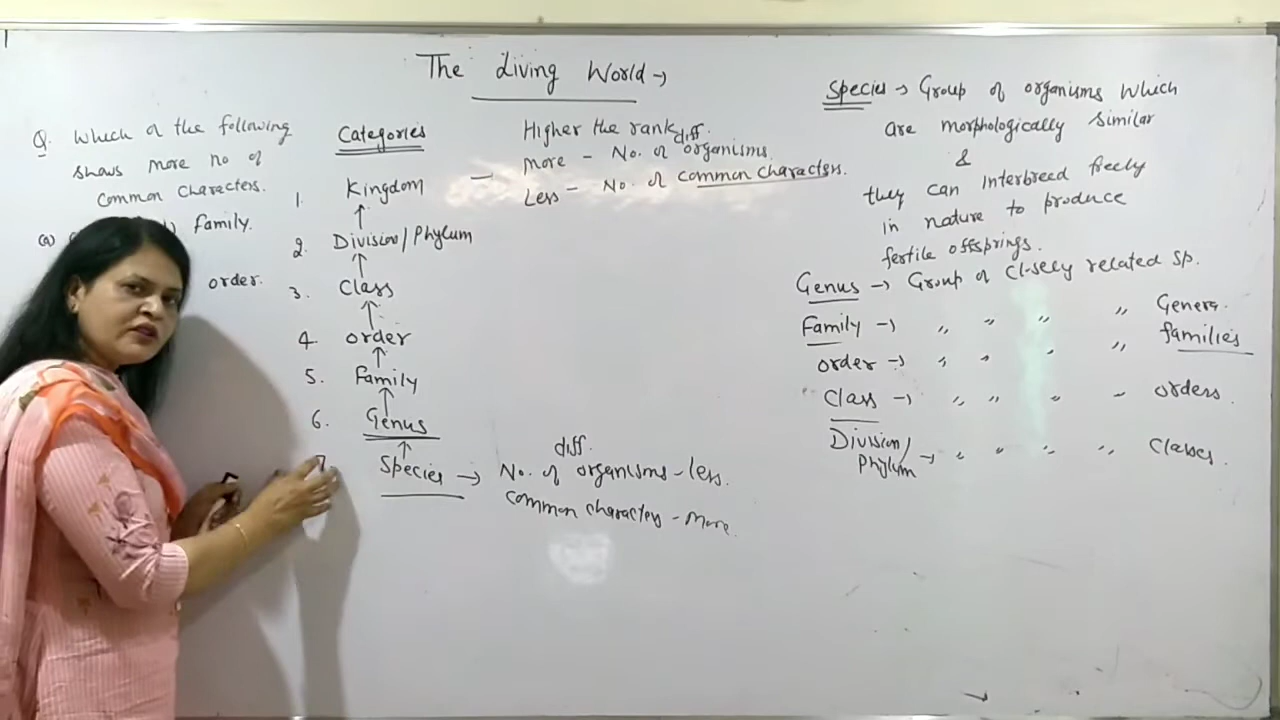 The Living World →
Q. Which of the following
shows more no of
common characters.
(a)
b) Family.
order.
Categories
1. Kingdom
2. Division/Phylum
3. Class
4. order
5. Family
6. Genus
7
Species → No. of diff. organisms - less.
common characters - More.
Higher the rank
more - No. of diff. organisms.
Less - No. of common characters.
Species → Group of organisms which
are morphologically similar
&
they can interbreed freely
in nature to produce
fertile offsprings.
Genus → Group of closely related sp.
Family → " " " " Genera.
order → " " " " families
Class → " " " " orders.
Division/
Phylum → " " " " Classes.